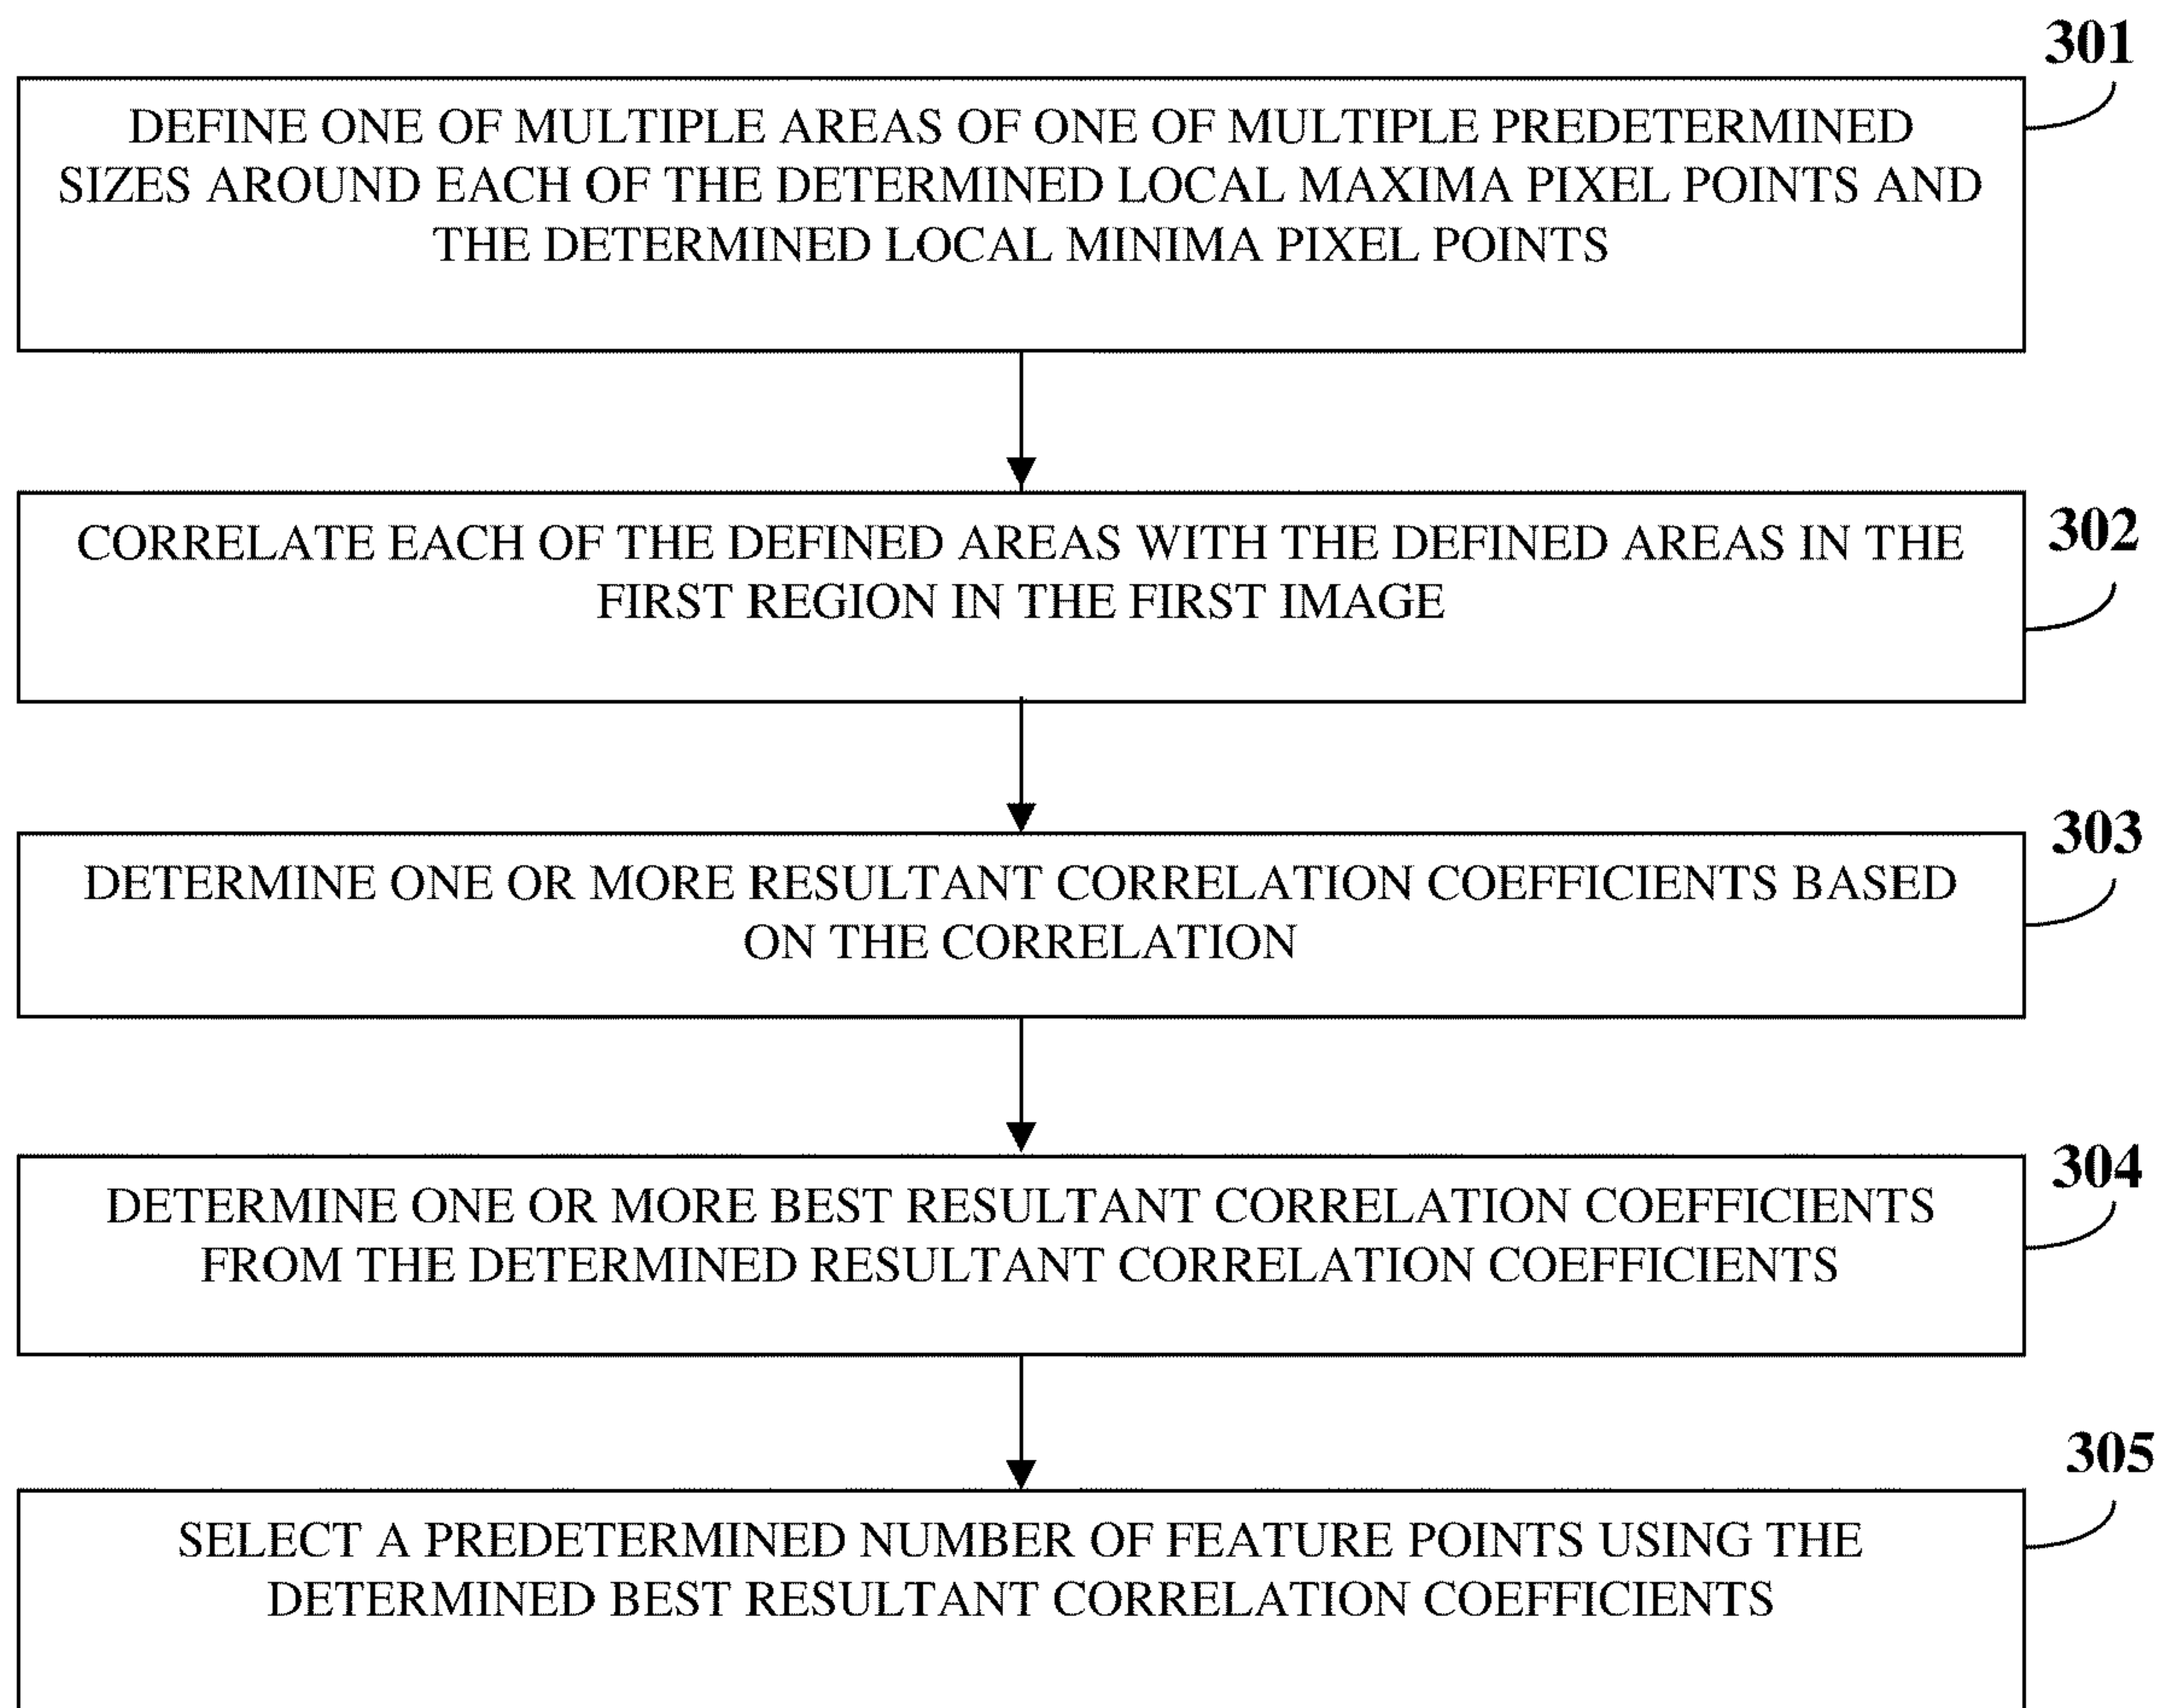 301
DEFINE ONE OF MULTIPLE AREAS OF ONE OF MULTIPLE PREDETERMINED
SIZES AROUND EACH OF THE DETERMINED LOCAL MAXIMA PIXEL POINTS AND
THE DETERMINED LOCAL MINIMA PIXEL POINTS
302
CORRELATE EACH OF THE DEFINED AREAS WITH THE DEFINED AREAS IN THE
FIRST REGION IN THE FIRST IMAGE
303
DETERMINE ONE OR MORE RESULTANT CORRELATION COEFFICIENTS BASED
ON THE CORRELATION
304
DETERMINE ONE OR MORE BEST RESULTANT CORRELATION COEFFICIENTS
FROM THE DETERMINED RESULTANT CORRELATION COEFFICIENTS
305
SELECT A PREDETERMINED NUMBER OF FEATURE POINTS USING THE
DETERMINED BEST RESULTANT CORRELATION COEFFICIENTS